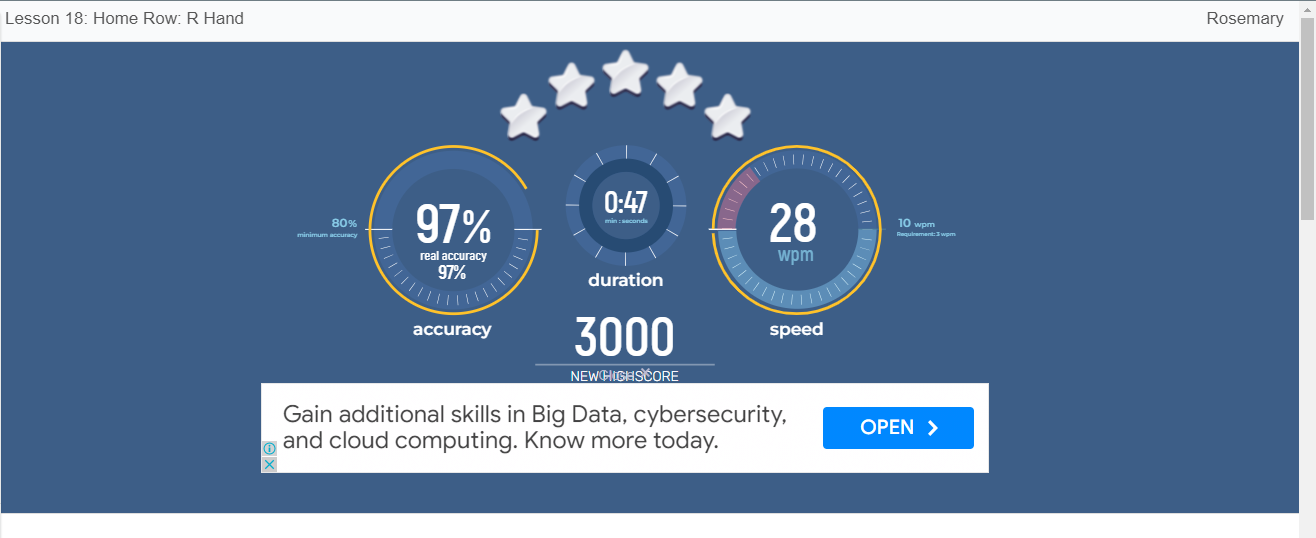 Lesson 18: Home Row: R Hand
Rosemary
80%
minimum accuracy
97%
real accuracy
97%
accuracy
0:47
min : seconds
duration
28
wpm
speed
10 wpm
Requirement: 3 wpm
3000
NEW HIGHSCORE
Gain additional skills in Big Data, cybersecurity,
and cloud computing. Know more today.
OPEN